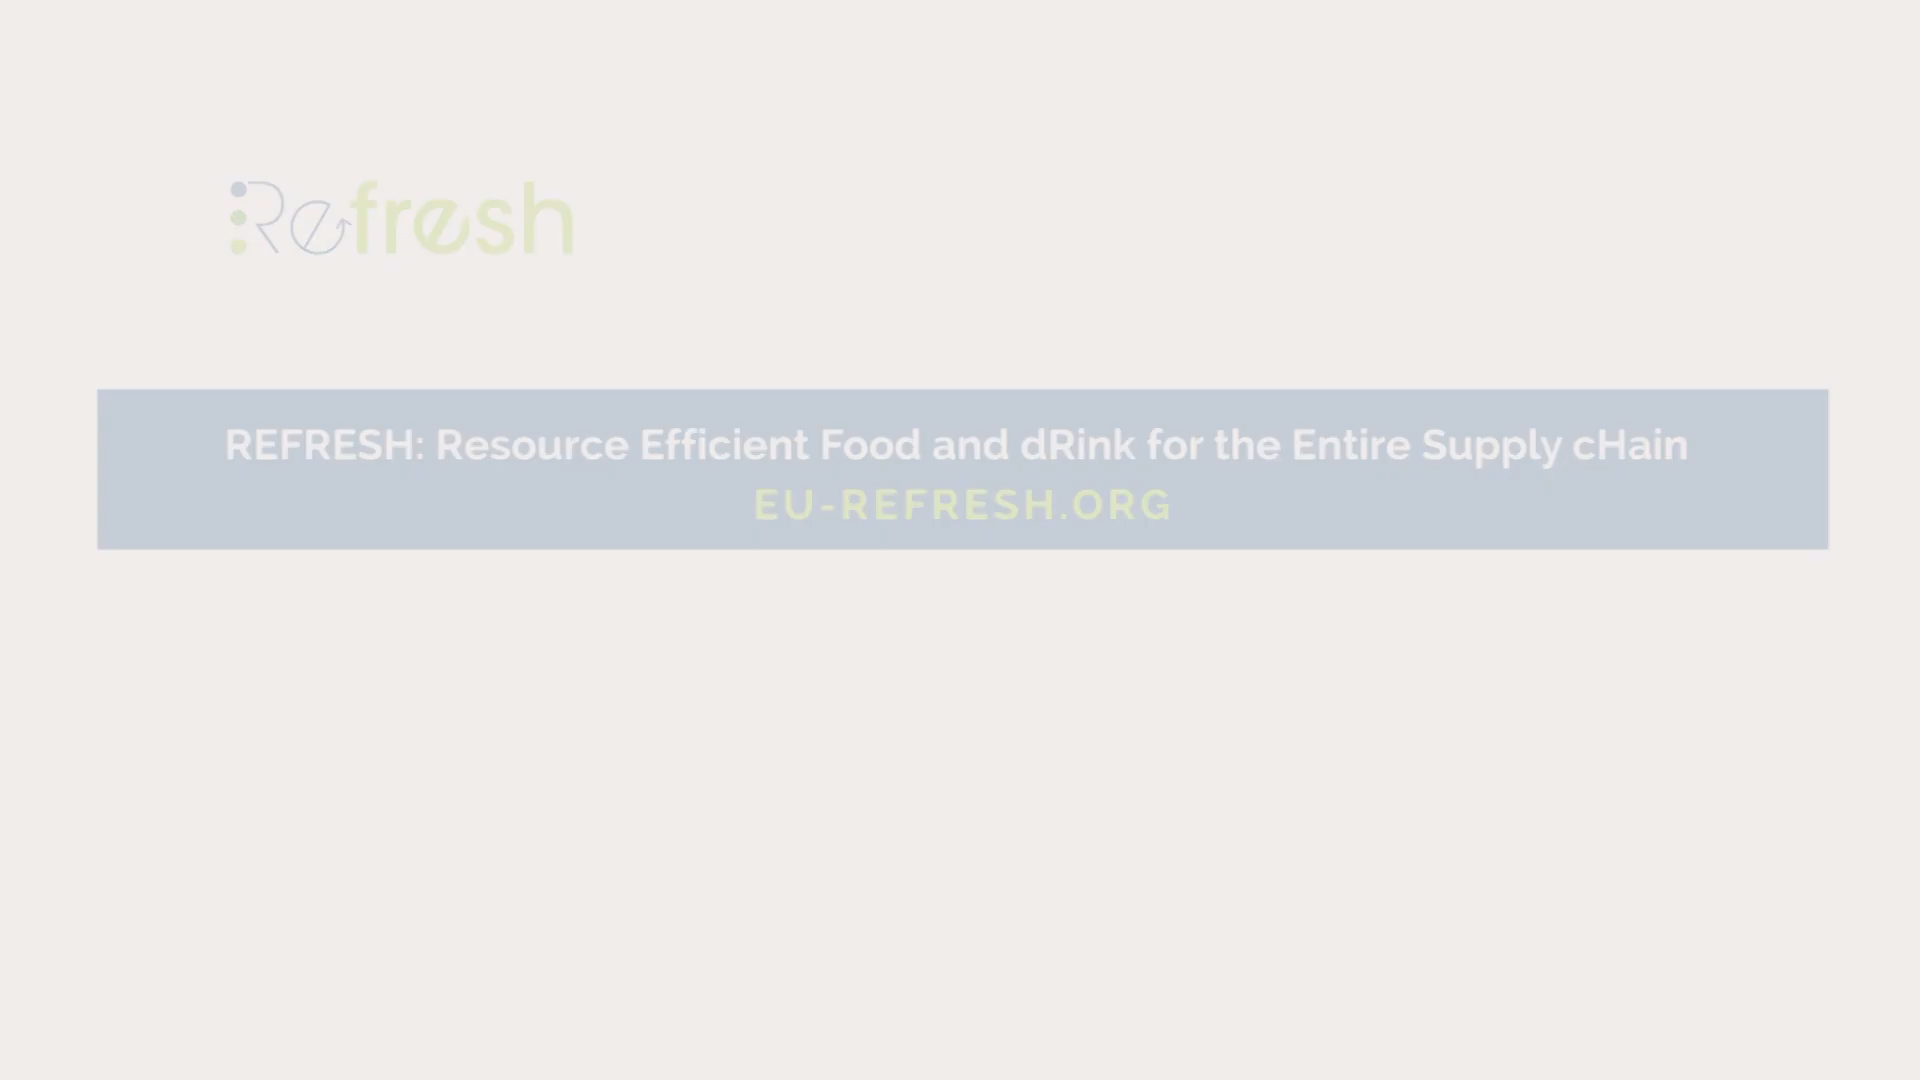 Refresh
REFRESH: Resource Efficient Food and dRink for the Entire Supply cHain
EU-REFRESH.ORG